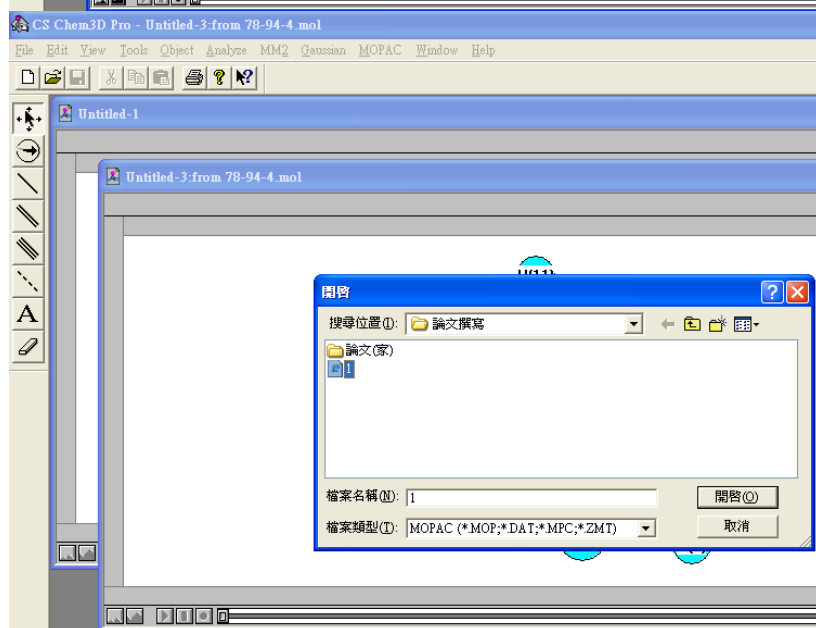 CS Chem3D Pro - Untitled-3:from 78-94-4.mol
File Edit View Tools Object Analyze MM2 Gaussian MOPAC Window Help
Untitled-1
Untitled-3:from 78-94-4.mol
A
開啓
搜尋位置(I): 論文撰寫
論文(家)
1
檔案名稱(N): 1
開啓(O)
檔案類型(T): MOPAC (*.MOP;*.DAT;*.MPC;*.ZMT)
取消